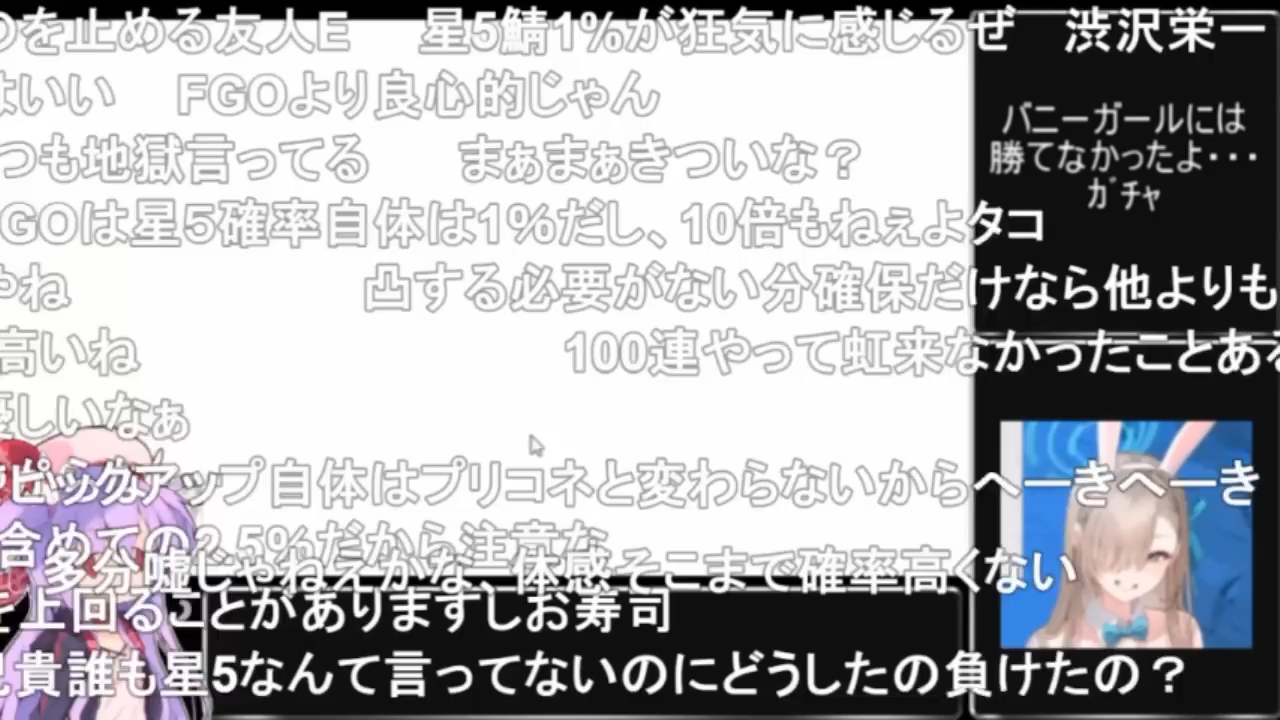 のを止める友人E 星5鯖1%が狂気に感じるぜ 渋沢栄一
はいい FGOより良心的じゃん
つも地獄言ってる まぁまぁきついな？
GOは星５確率自体は1%だし、10倍もねぇよタコ
やね 凸する必要がない分確保だけなら他よりも
高いね 100連やって虹来なかったことある
優しいなぁ
ピックアップ自体はプリコネと変わらないからへーきへーき
含めての2.5%だから注意な
多分嘘じゃねえかな、体感そこまで確率高くない
を上回ることがありますしお寿司
兄貴誰も星5なんて言ってないのにどうしたの負けたの？
バニーガールには
勝てなかったよ・・・
ガチャ